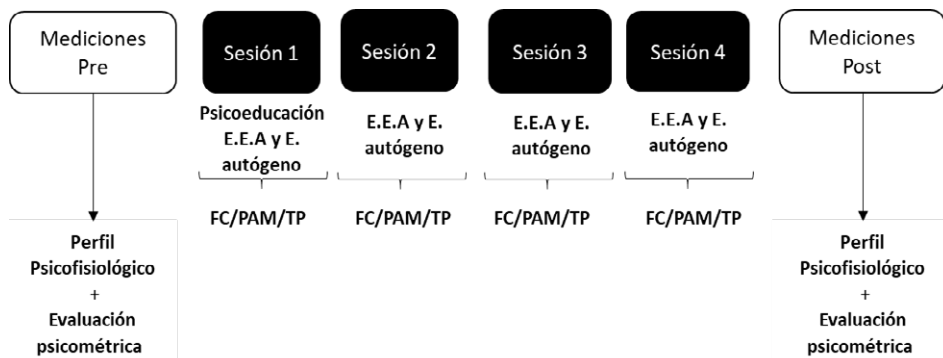 Mediciones
Pre
Sesión 1
Sesión 2
Sesión 3
Sesión 4
Mediciones
Post
Psicoeducación
E.E.A y E.
autógeno
E.E.A y E.
autógeno
E.E.A y E.
autógeno
E.E.A y E.
autógeno
FC/PAM/TP
FC/PAM/TP
FC/PAM/TP
FC/PAM/TP
Perfil
Psicofisiológico
+
Evaluación
psicométrica
Perfil
Psicofisiológico
+
Evaluación
psicométrica